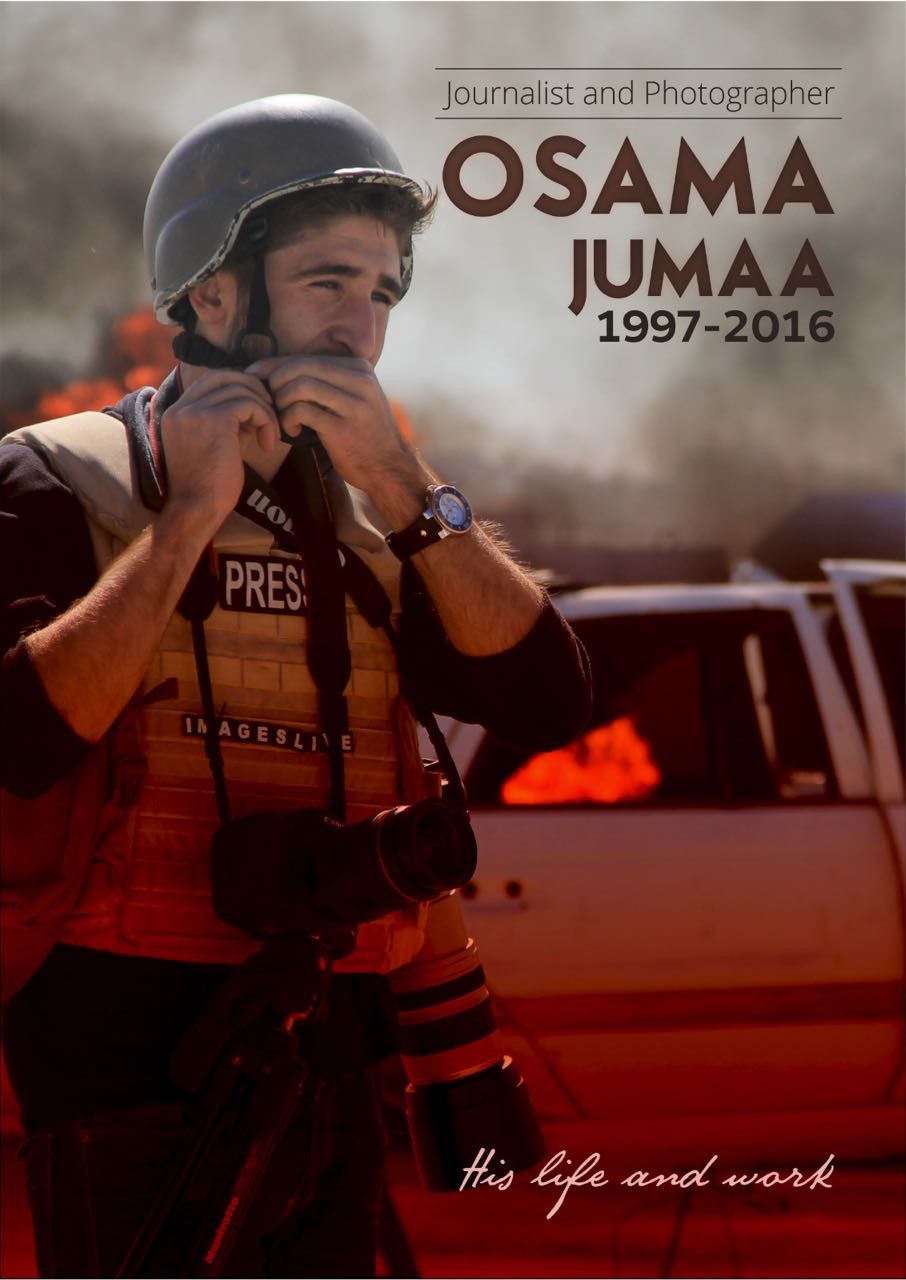 Journalist and Photographer
OSAMA
JUMAA
1997-2016
PRESS
IMAGESLIVE
His life and work